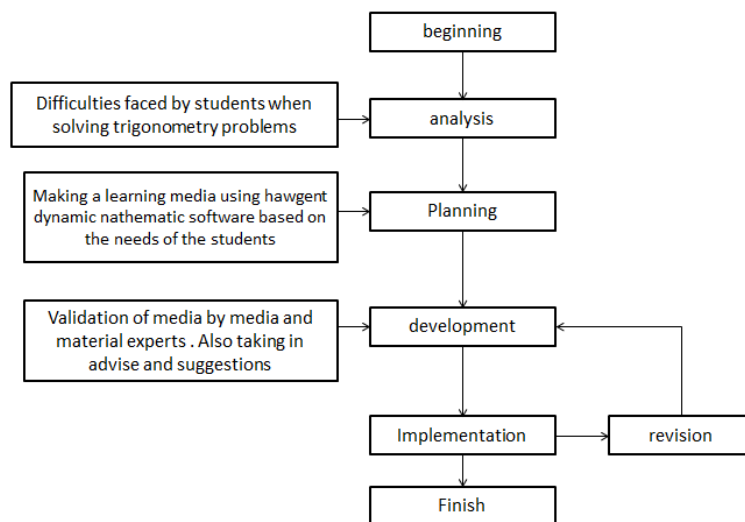 beginning
Difficulties faced by students when
solving trigonometry problems
analysis
Making a learning media using hawgent
dynamic nathematic software based on
the needs of the students
Planning
Validation of media by media and
material experts . Also taking in
advise and suggestions
development
Implementation
revision
Finish